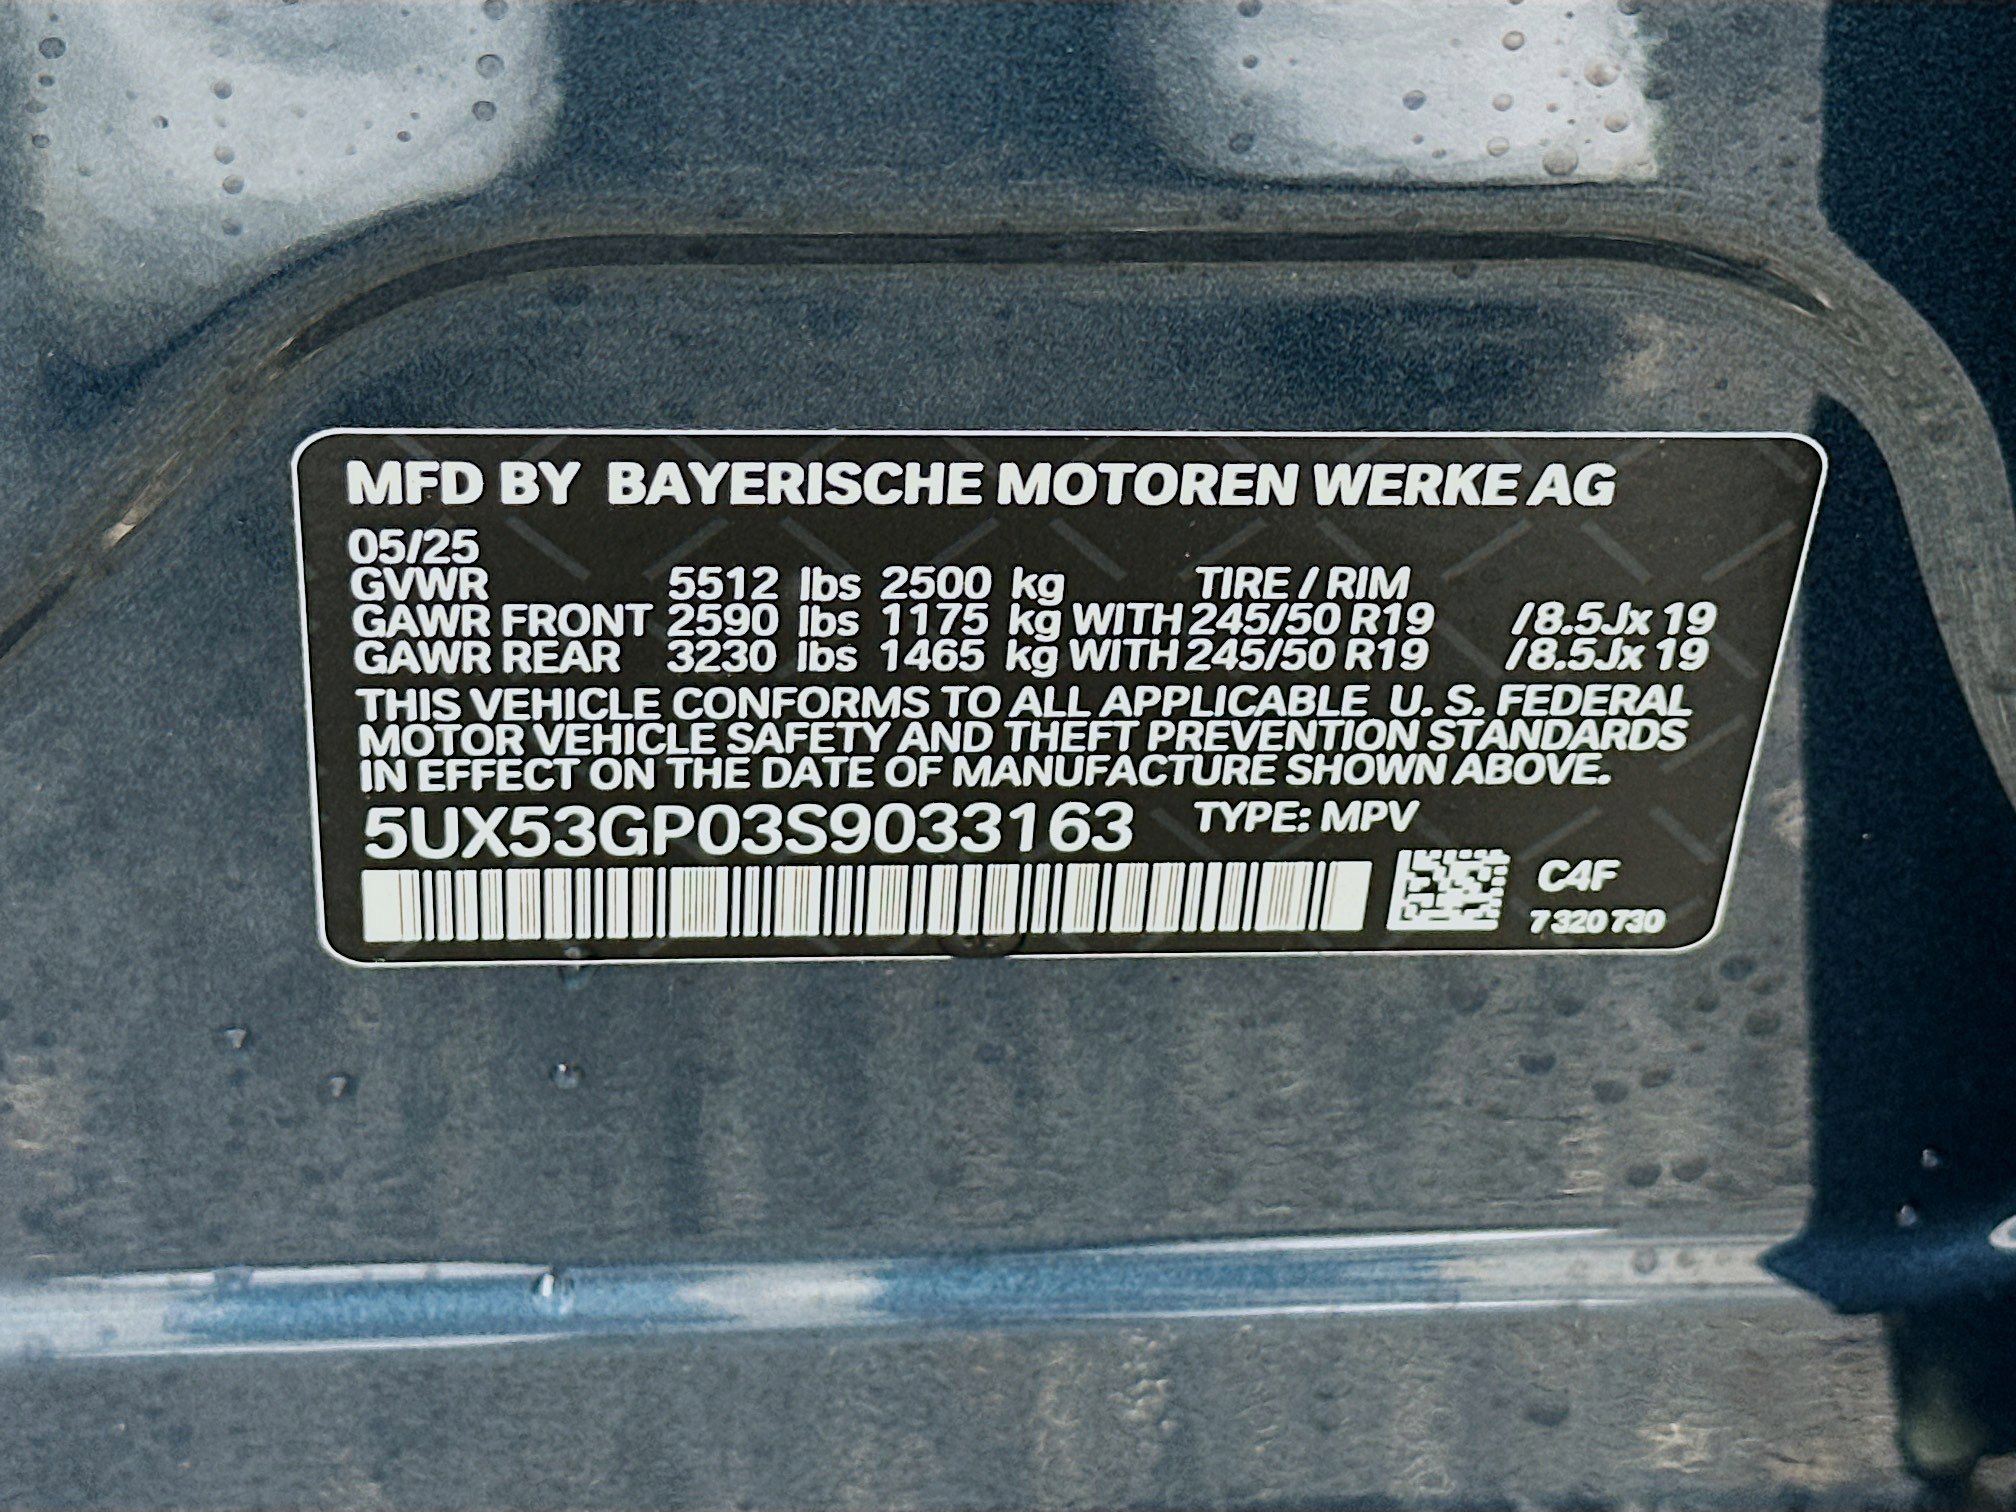 MFD BY BAYERISCHE MOTOREN WERKE AG
05/25
GVWR 5512 lbs 2500 kg TIRE / RIM
GAWR FRONT 2590 lbs 1175 kg WITH 245/50 R19 /8.5Jx 19
GAWR REAR 3230 lbs 1465 kg WITH 245/50 R19 /8.5Jx 19
THIS VEHICLE CONFORMS TO ALL APPLICABLE U. S. FEDERAL
MOTOR VEHICLE SAFETY AND THEFT PREVENTION STANDARDS
IN EFFECT ON THE DATE OF MANUFACTURE SHOWN ABOVE.
5UX53GP03S9033163 TYPE: MPV
C4F
7 320 730